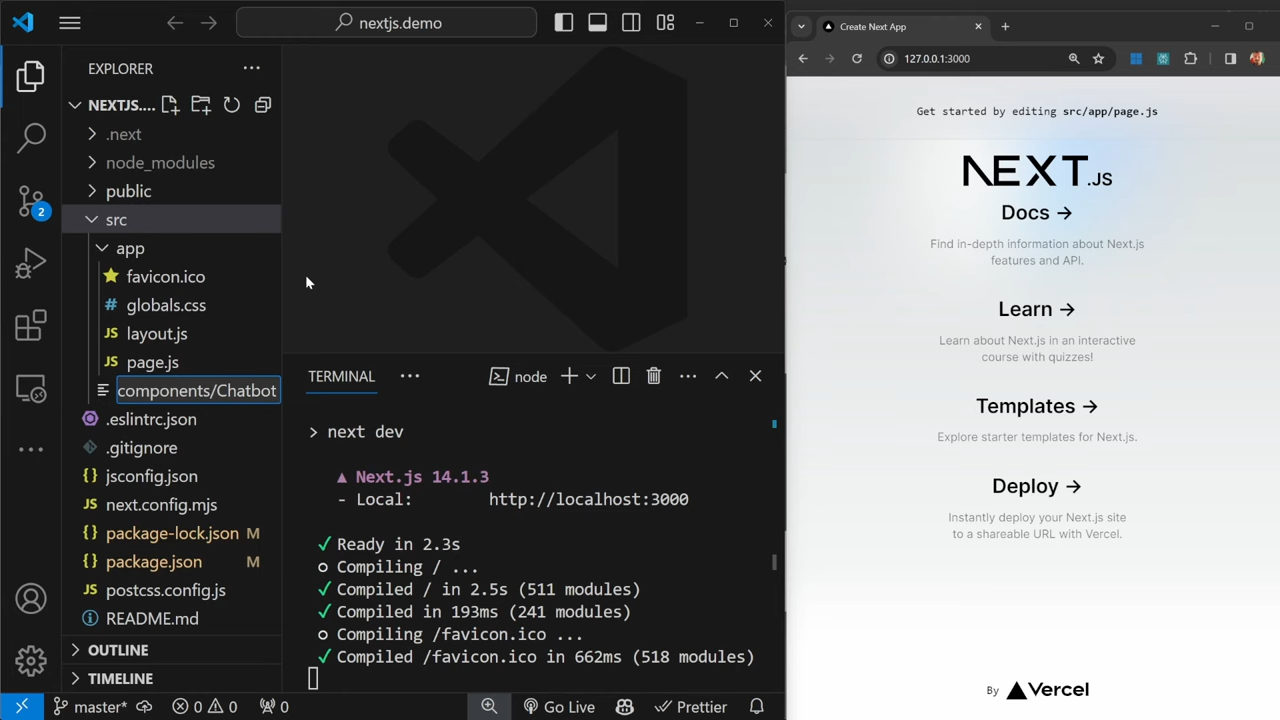 nextjs.demo
EXPLORER
NEXTJS....
.next
node_modules
public
src
app
favicon.ico
# globals.css
JS layout.js
JS page.js
components/Chatbot
.eslintrc.json
.gitignore
{} jsconfig.json
JS next.config.mjs
{} package-lock.json M
{} package.json M
JS postcss.config.js
README.md
OUTLINE
TIMELINE
2
TERMINAL
node
> next dev
▲ Next.js 14.1.3
- Local: http://localhost:3000
✓ Ready in 2.3s
○ Compiling / ...
✓ Compiled / in 2.5s (511 modules)
✓ Compiled in 193ms (241 modules)
○ Compiling /favicon.ico ...
✓ Compiled /favicon.ico in 662ms (518 modules)
master* 0 0 0 Go Live Prettier
Create Next App
127.0.0.1:3000
Get started by editing src/app/page.js
NEXT.JS
Docs →
Find in-depth information about Next.js
features and API.
Learn →
Learn about Next.js in an interactive
course with quizzes!
Templates →
Explore starter templates for Next.js.
Deploy →
Instantly deploy your Next.js site
to a shareable URL with Vercel.
By ▲Vercel